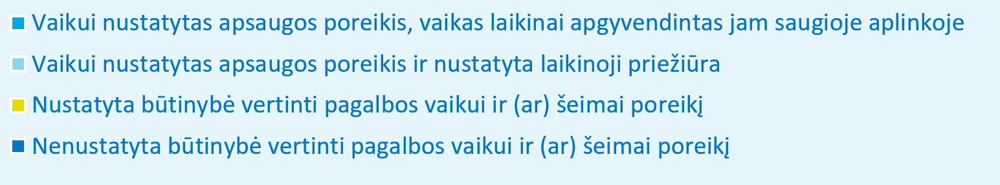 Vaikui nustatytas apsaugos poreikis, vaikas laikinai apgyvendintas jam saugioje aplinkoje
Vaikui nustatytas apsaugos poreikis ir nustatyta laikinoji priežiūra
Nustatyta būtinybė vertinti pagalbos vaikui ir (ar) šeimai poreikį
Nenustatyta būtinybė vertinti pagalbos vaikui ir (ar) šeimai poreikį